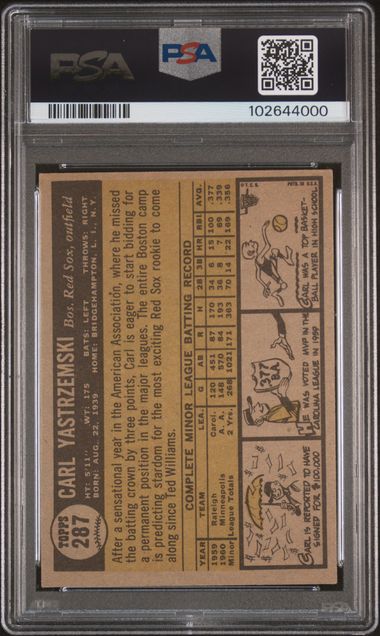 PSA
PSA
102644000
TOPPS
287
CARL YASTRZEMSKI Bos. Red Sox, outfield
HT: 5'11" WT: 175 BATS: LEFT THROWS: RIGHT
BORN: AUG. 22, 1939 HOME: BRIDGEHAMPTON, L. I., N. Y.
After a sensational year in the American Association, where he missed
the batting crown by three points, Carl is eager to start bidding for
a permanent position in the major leagues. The entire Boston camp
is predicting stardom for the most exciting Red Sox rookie to come
along since Ted Williams.
COMPLETE MINOR LEAGUE BATTING RECORD
YEAR TEAM LEA. G AB R H 2B 3B HR RBI AVG.
1959 Raleigh Carol. 120 451 87 170 34 6 15 100 .377
1960 Minneapolis A. A. 148 570 84 193 36 8 7 69 .339
Minor League Totals 2 Yrs. 268 1021 171 363 70 14 22 169 .356
CARL IS REPORTED TO HAVE
SIGNED FOR $100,000
.377
BA
HE WAS VOTED MVP IN THE
CAROLINA LEAGUE IN 1959
CARL WAS A TOP BASKET-
BALL PLAYER IN HIGH SCHOOL
© T.C.G. PRTD. IN U.S.A.